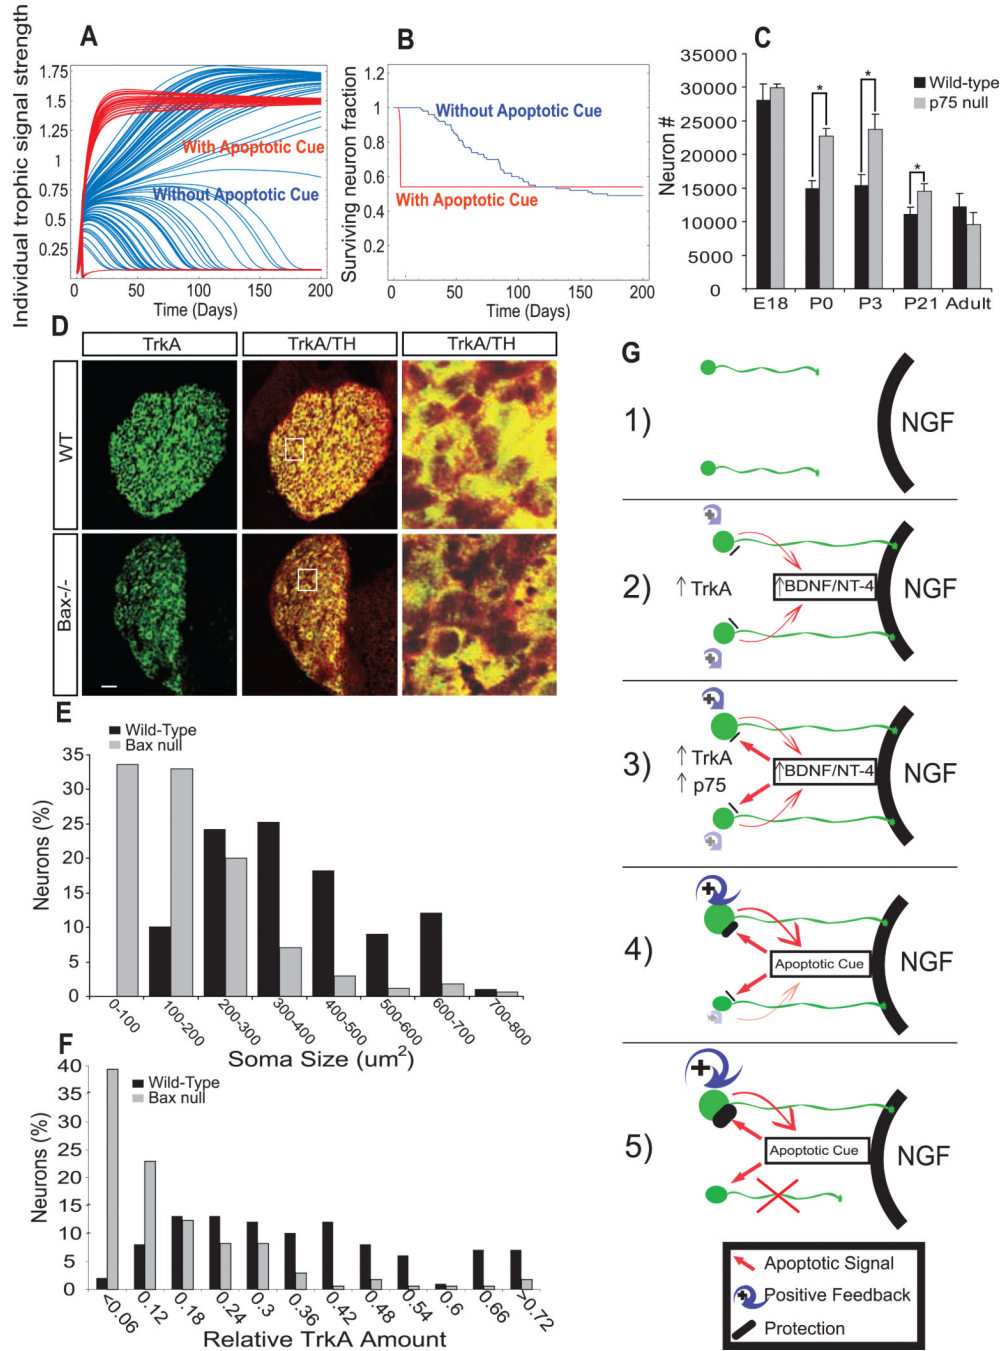 A
Individual trophic signal strength
1.75
1.5
1.25
1
0.75
0.5
0.25
With Apoptotic Cue
Without Apoptotic Cue
50
100
150
200
Time (Days)
B
Surviving neuron fraction
1.2
1
0.8
0.6
0.4
0.2
Without Apoptotic Cue
With Apoptotic Cue
0
50
100
150
200
Time (Days)
C
Neuron #
35000
30000
25000
20000
15000
10000
5000
0
Wild-type
p75 null
*
*
*
E18
P0
P3
P21
Adult
D
TrkA
TrkA/TH
TrkA/TH
WT
Bax-/-
E
Wild-Type
Bax null
Neurons (%)
35
30
25
20
15
10
5
0
0-100
100-200
200-300
300-400
400-500
500-600
600-700
700-800
Soma Size (um²)
F
Wild-Type
Bax null
Neurons (%)
40
35
30
25
20
15
10
5
0
<0.06
0.12
0.18
0.24
0.3
0.36
0.42
0.48
0.54
0.6
0.66
>0.72
Relative TrkA Amount
G
1)
NGF
2)
+
↑ TrkA
↑BDNF/NT-4
+
NGF
3)
+
↑ TrkA
↑ p75
↑BDNF/NT-4
+
NGF
4)
+
Apoptotic Cue
+
NGF
5)
+
Apoptotic Cue
NGF
Apoptotic Signal
+ Positive Feedback
Protection